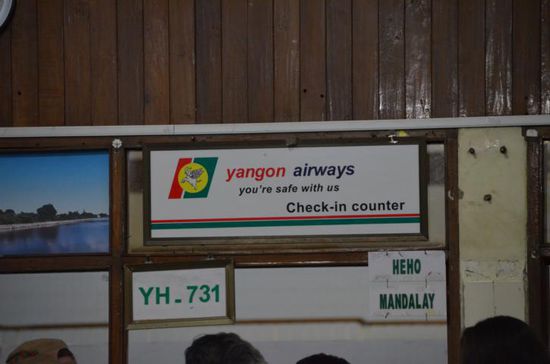 yangon airways
you're safe with us
Check-in counter
YH-731
HEHO
MANDALAY